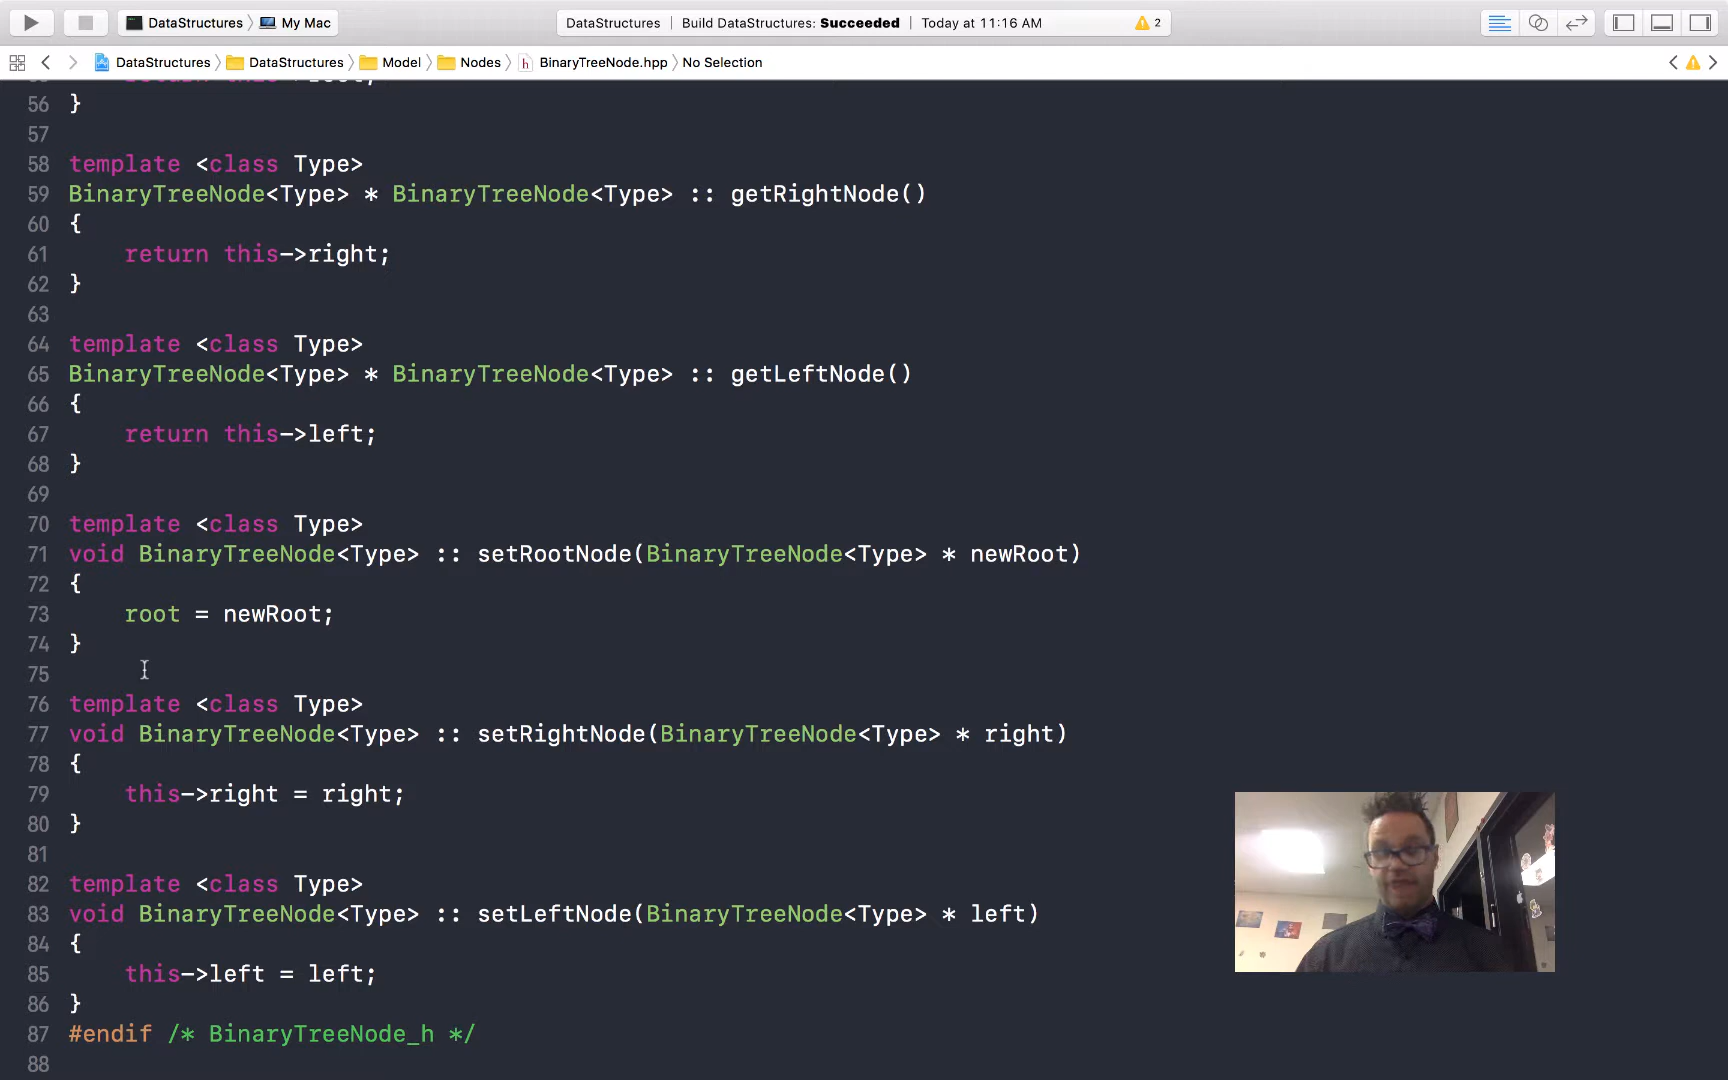 DataStructures My Mac
DataStructures Build DataStructures: Succeeded Today at 11:16 AM 2
DataStructures DataStructures Model Nodes BinaryTreeNode.hpp No Selection
56 }
57
58 template <class Type>
59 BinaryTreeNode<Type> * BinaryTreeNode<Type> :: getRightNode()
60 {
61 return this->right;
62 }
63
64 template <class Type>
65 BinaryTreeNode<Type> * BinaryTreeNode<Type> :: getLeftNode()
66 {
67 return this->left;
68 }
69
70 template <class Type>
71 void BinaryTreeNode<Type> :: setRootNode(BinaryTreeNode<Type> * newRoot)
72 {
73 root = newRoot;
74 }
75
76 template <class Type>
77 void BinaryTreeNode<Type> :: setRightNode(BinaryTreeNode<Type> * right)
78 {
79 this->right = right;
80 }
81
82 template <class Type>
83 void BinaryTreeNode<Type> :: setLeftNode(BinaryTreeNode<Type> * left)
84 {
85 this->left = left;
86 }
87 #endif /* BinaryTreeNode_h */
88